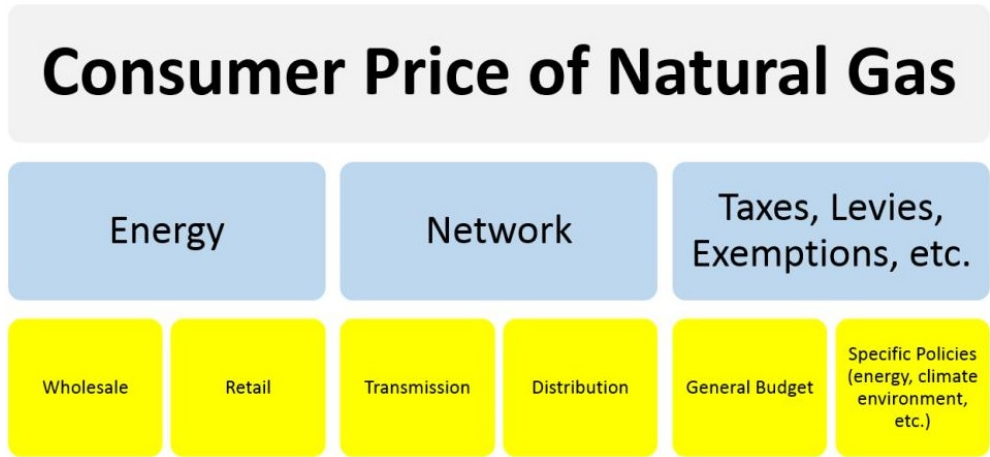 Consumer Price of Natural Gas
Energy
Network
Taxes, Levies,
Exemptions, etc.
Wholesale
Retail
Transmission
Distribution
General Budget
Specific Policies
(energy, climate
environment,
etc.)